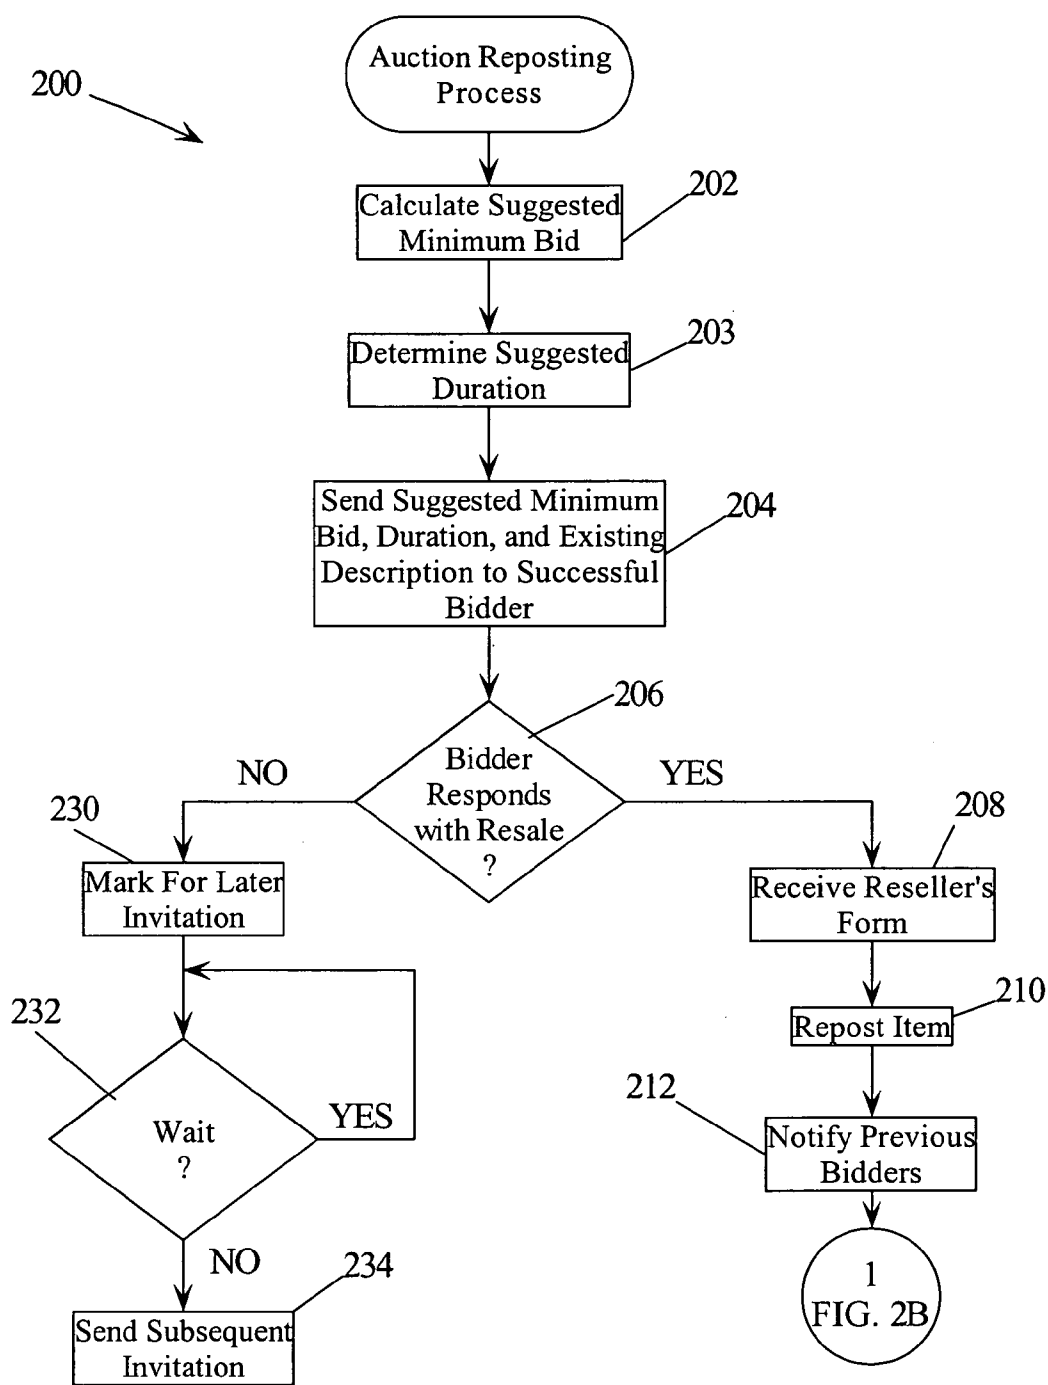 Auction Reposting
Process
200
202
Calculate Suggested
Minimum Bid
203
Determine Suggested
Duration
Send Suggested Minimum
Bid, Duration, and Existing
Description to Successful
Bidder
204
206
Bidder
Responds
with Resale
?
NO
YES
230
Mark For Later
Invitation
208
Receive Reseller's
Form
210
Repost Item
232
Wait
?
YES
212
Notify Previous
Bidders
NO
234
Send Subsequent
Invitation
1
FIG. 2B